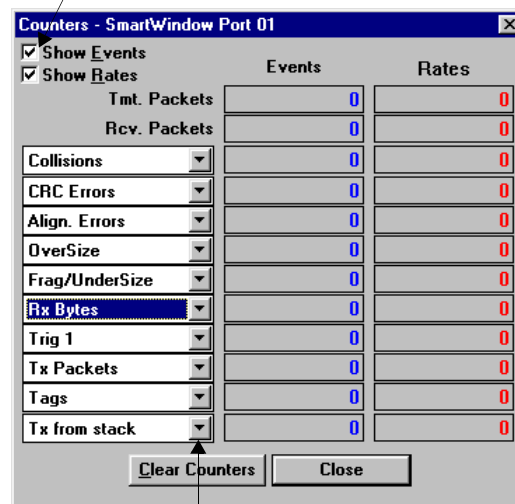 Counters - SmartWindow Port 01
Show Events
Show Rates
Events Rates
Tmt. Packets 0 0
Rcv. Packets 0 0
Collisions 0 0
CRC Errors 0 0
Align. Errors 0 0
OverSize 0 0
Frag/UnderSize 0 0
Rx Bytes 0 0
Trig 1 0 0
Tx Packets 0 0
Tags 0 0
Tx from stack 0 0
Clear Counters Close